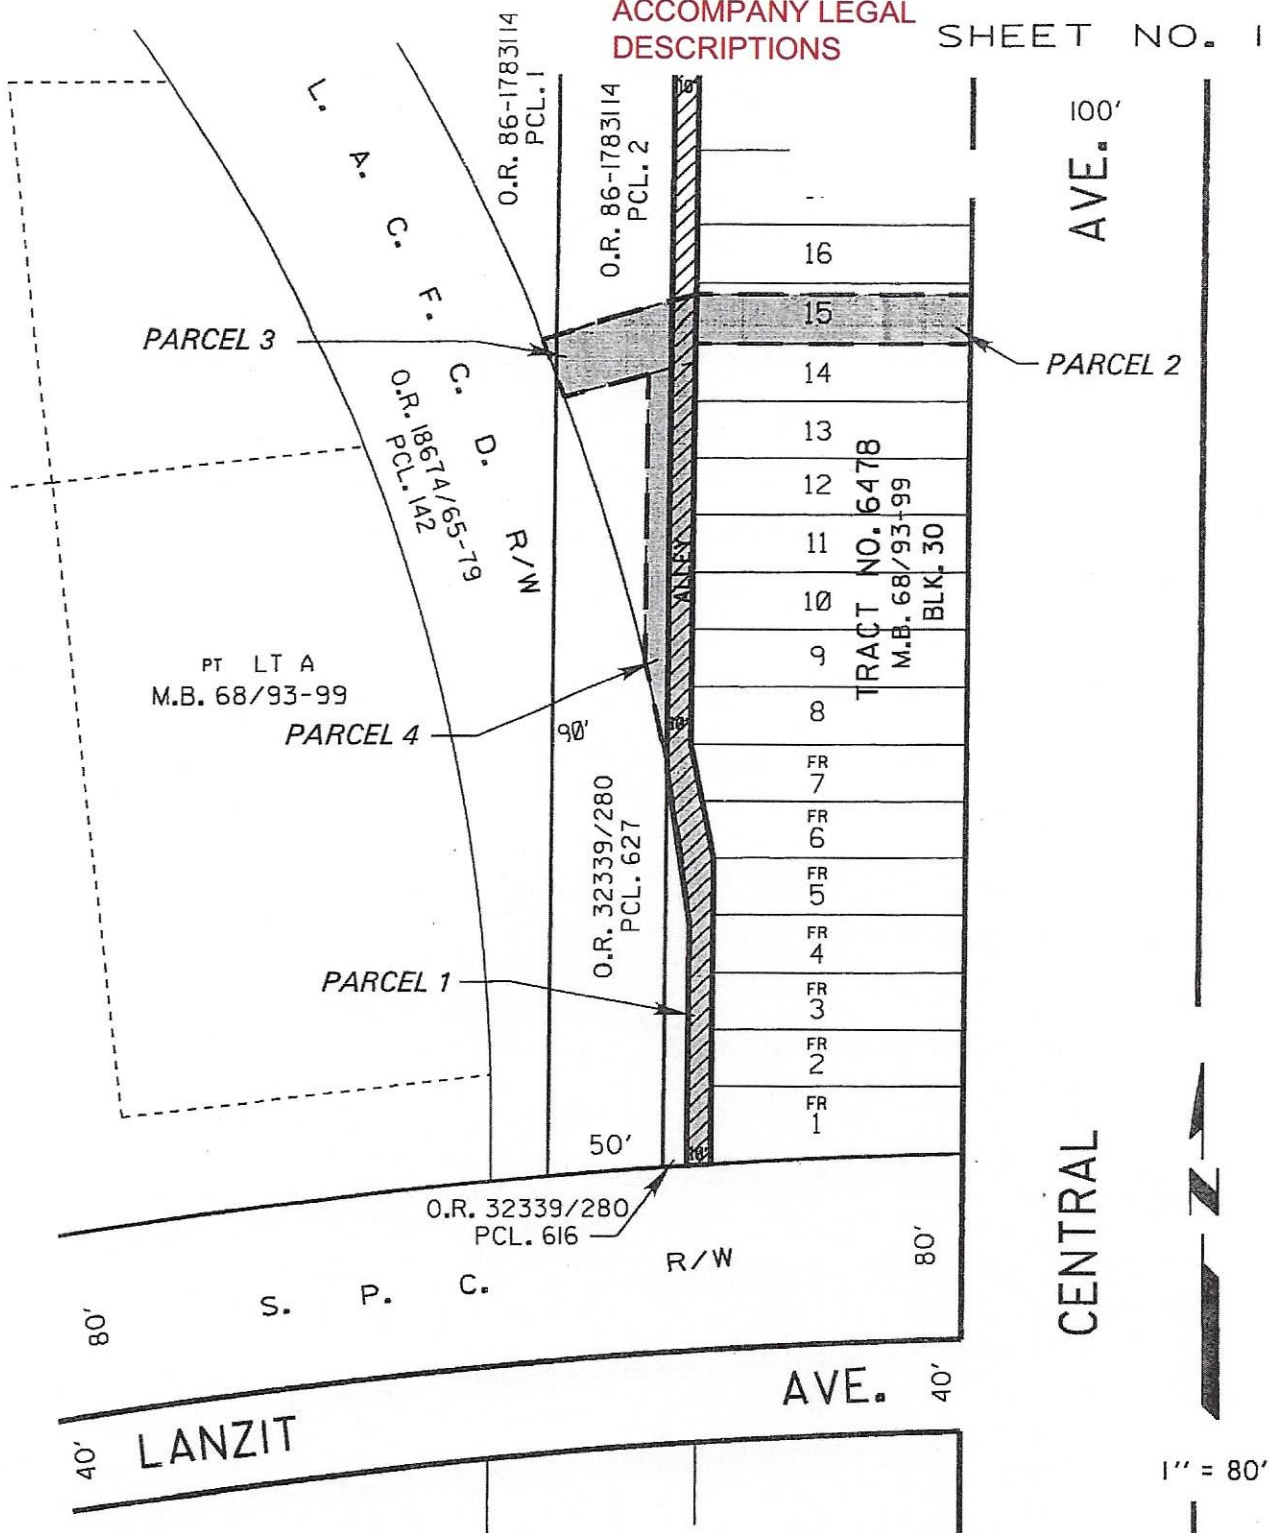 ACCOMPANY LEGAL
DESCRIPTIONS
SHEET NO. 1
O.R. 86-1783114
PCL. 1
O.R. 86-1783114
PCL. 2
10'
100'
AVE.
L. A. C. F. C. D. R/W
16
15
14
13
12
11
10
9
8
FR
7
FR
6
FR
5
FR
4
FR
3
FR
2
FR
1
PARCEL 3
PARCEL 2
O.R. 18674/65-79
PCL. 142
TRACT NO. 6478
M.B. 68/93-99
BLK. 30
ALLEY
PT LT A
M.B. 68/93-99
PARCEL 4
90'
10'
O.R. 32339/280
PCL. 627
PARCEL 1
50'
10'
O.R. 32339/280
PCL. 616
CENTRAL
N
S. P. C. R/W
80'
80'
LANZIT AVE.
40'
40'
1'' = 80'